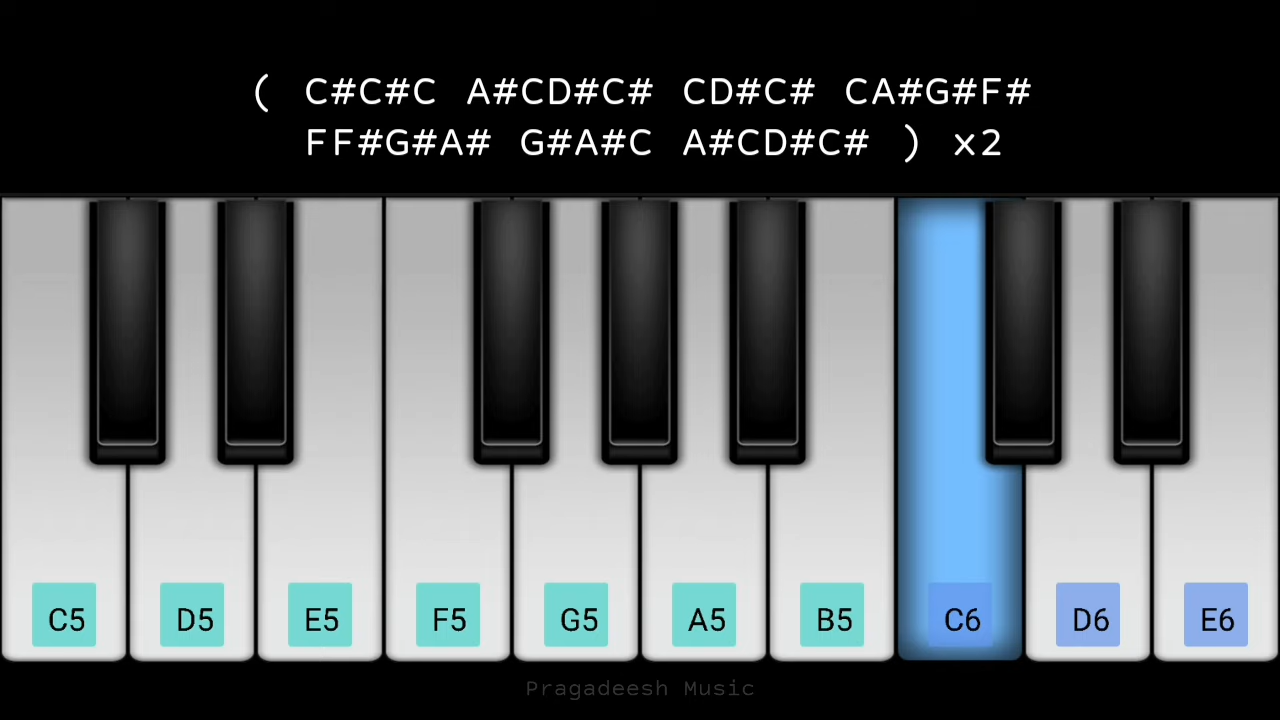 ( C#C#C A#CD#C# CD#C# CA#G#F#
FF#G#A# G#A#C A#CD#C# ) x2
C5 D5 E5 F5 G5 A5 B5 C6 D6 E6
Pragadeesh Music